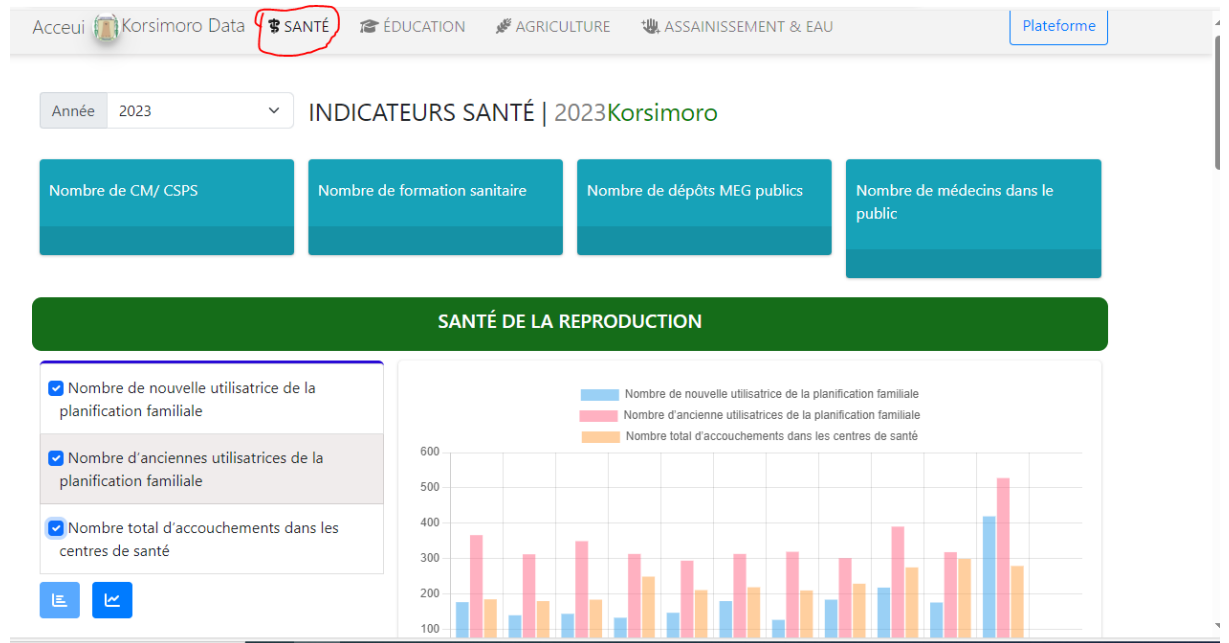 Acceui Korsimoro Data SANTÉ ÉDUCATION AGRICULTURE ASSAINISSEMENT & EAU Plateforme
Année 2023 INDICATEURS SANTÉ | 2023Korsimoro
Nombre de CM/ CSPS
Nombre de formation sanitaire
Nombre de dépôts MEG publics
Nombre de médecins dans le
public
SANTÉ DE LA REPRODUCTION
Nombre de nouvelle utilisatrice de la
planification familiale
Nombre d'anciennes utilisatrices de la
planification familiale
Nombre total d'accouchements dans les
centres de santé
Nombre de nouvelle utilisatrice de la planification familiale
Nombre d'ancienne utilisatrices de la planification familiale
Nombre total d'accouchements dans les centres de santé
600
500
400
300
200
100